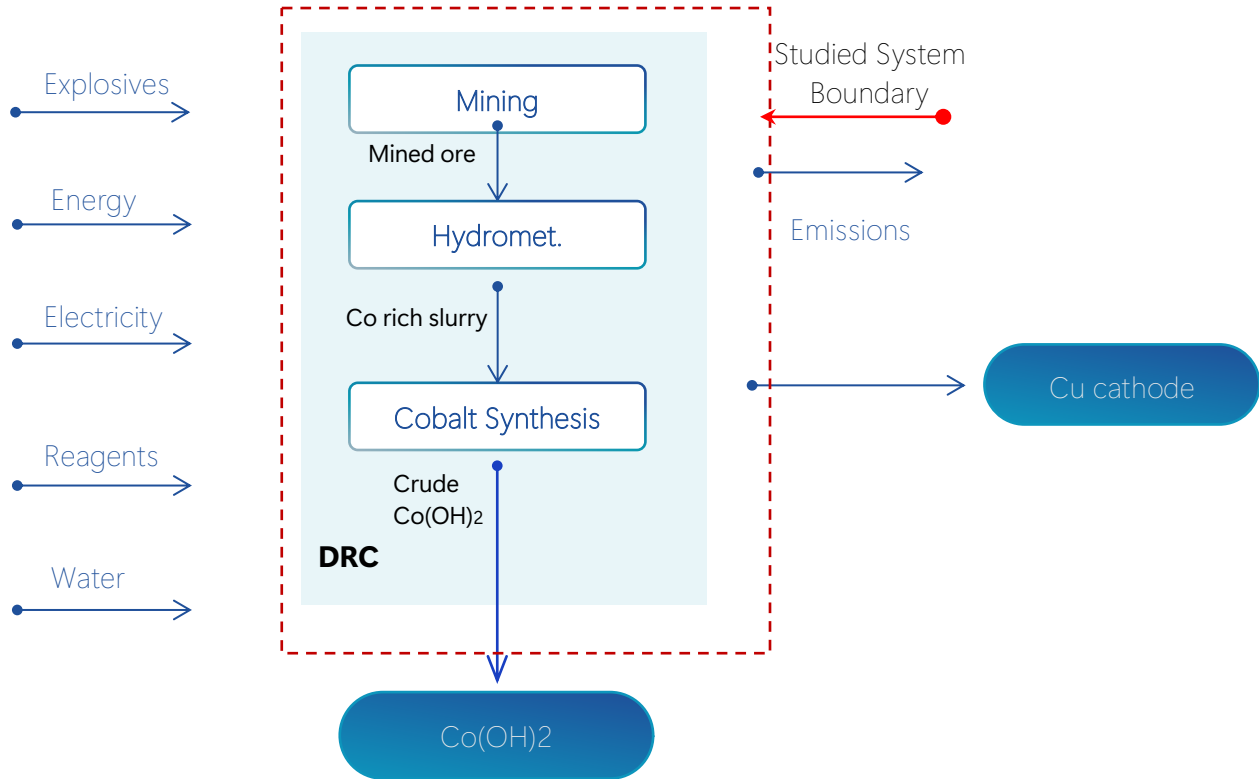 Explosives
Energy
Electricity
Reagents
Water
Mining
Mined ore
Hydromet.
Co rich slurry
Cobalt Synthesis
Crude
Co(OH)2
DRC
Co(OH)2
Studied System
Boundary
Emissions
Cu cathode